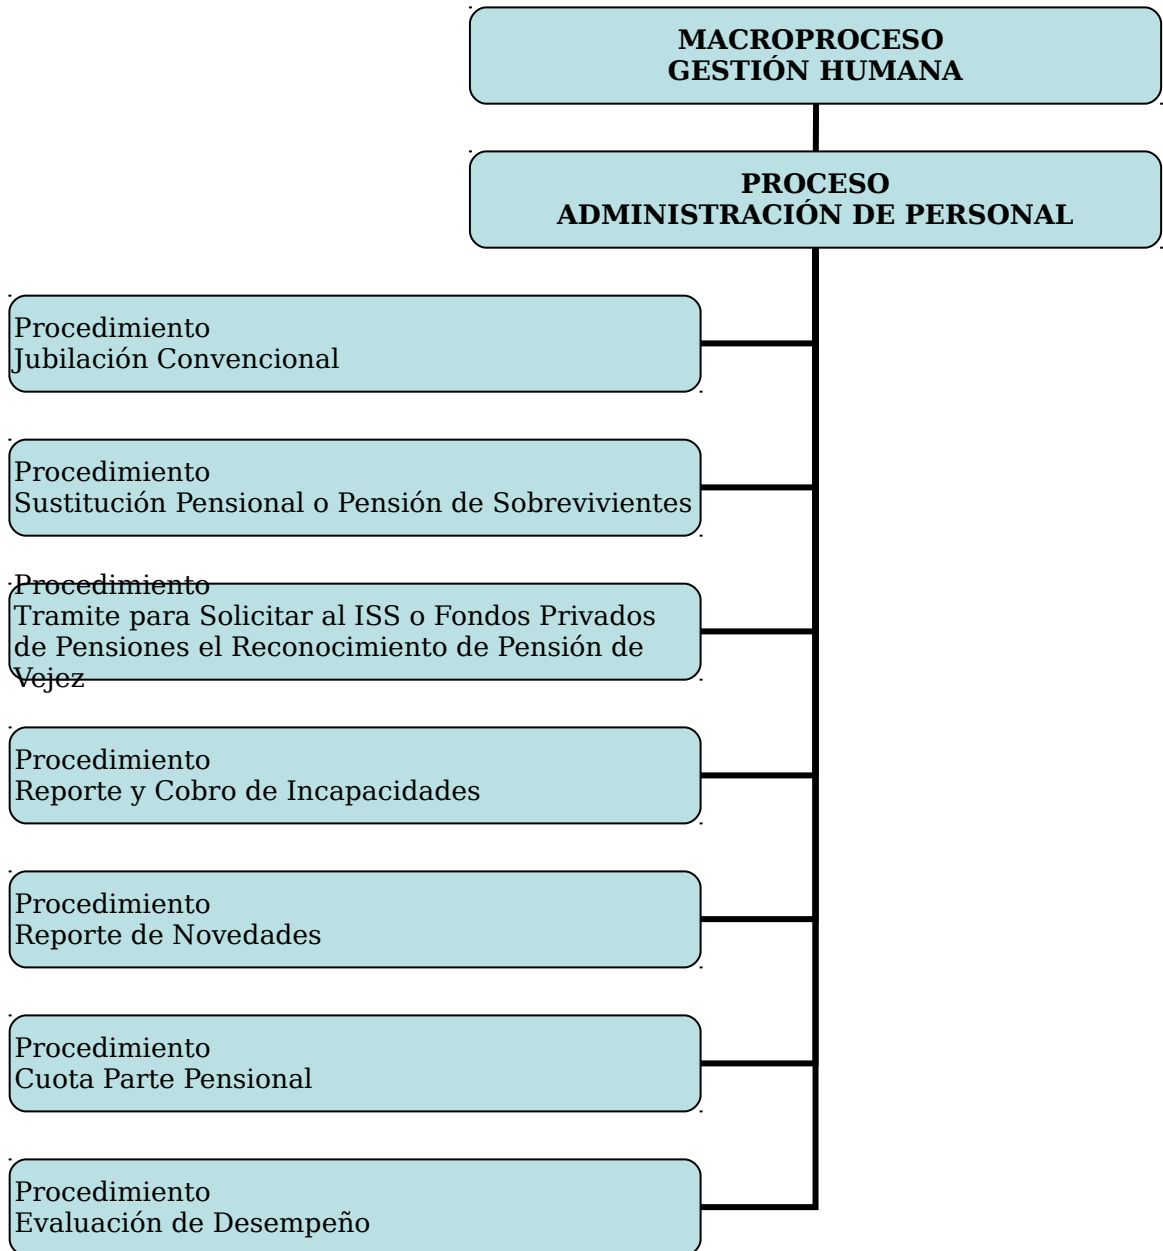 MACROPROCESO
GESTIÓN HUMANA
PROCESO
ADMINISTRACIÓN DE PERSONAL
Procedimiento
Jubilación Convencional
Procedimiento
Sustitución Pensional o Pensión de Sobrevivientes
Procedimiento
Tramite para Solicitar al ISS o Fondos Privados
de Pensiones el Reconocimiento de Pensión de
Vejez
Procedimiento
Reporte y Cobro de Incapacidades
Procedimiento
Reporte de Novedades
Procedimiento
Cuota Parte Pensional
Procedimiento
Evaluación de Desempeño